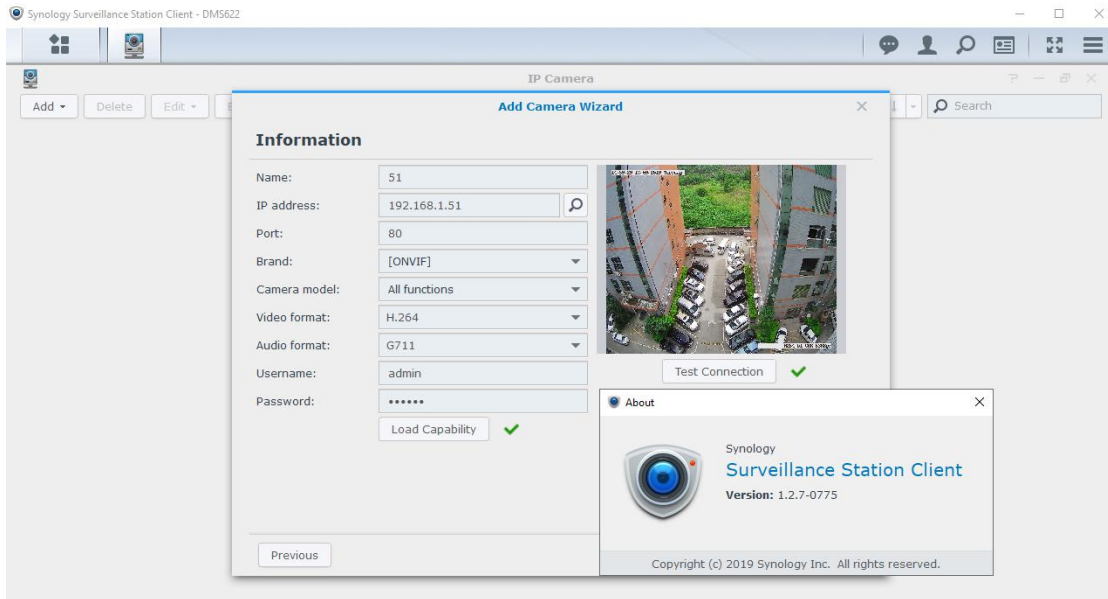 Synology Surveillance Station Client - DMS622
IP Camera
Add
Delete
Edit
Search
Add Camera Wizard
Information
Name: 51
IP address: 192.168.1.51
Port: 80
Brand: [ONVIF]
Camera model: All functions
Video format: H.264
Audio format: G711
Username: admin
Password: ••••••
Load Capability
Test Connection
Previous
About
Synology
Surveillance Station Client
Version: 1.2.7-0775
Copyright (c) 2019 Synology Inc. All rights reserved.